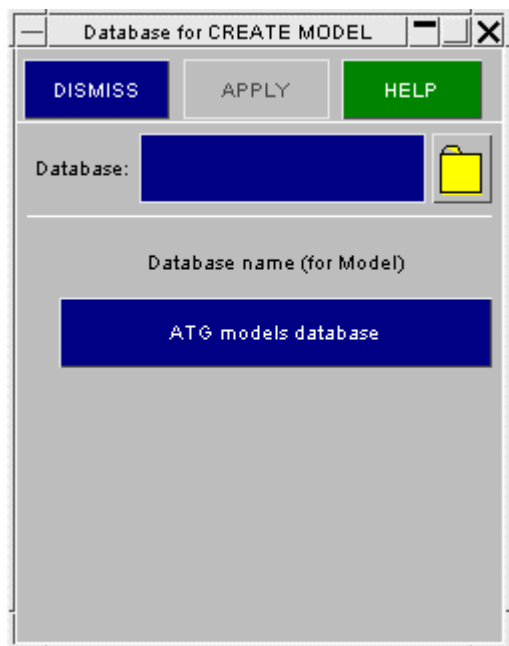 Database for CREATE MODEL
DISMISS APPLY HELP
Database:
Database name (for Model)
ATG models database